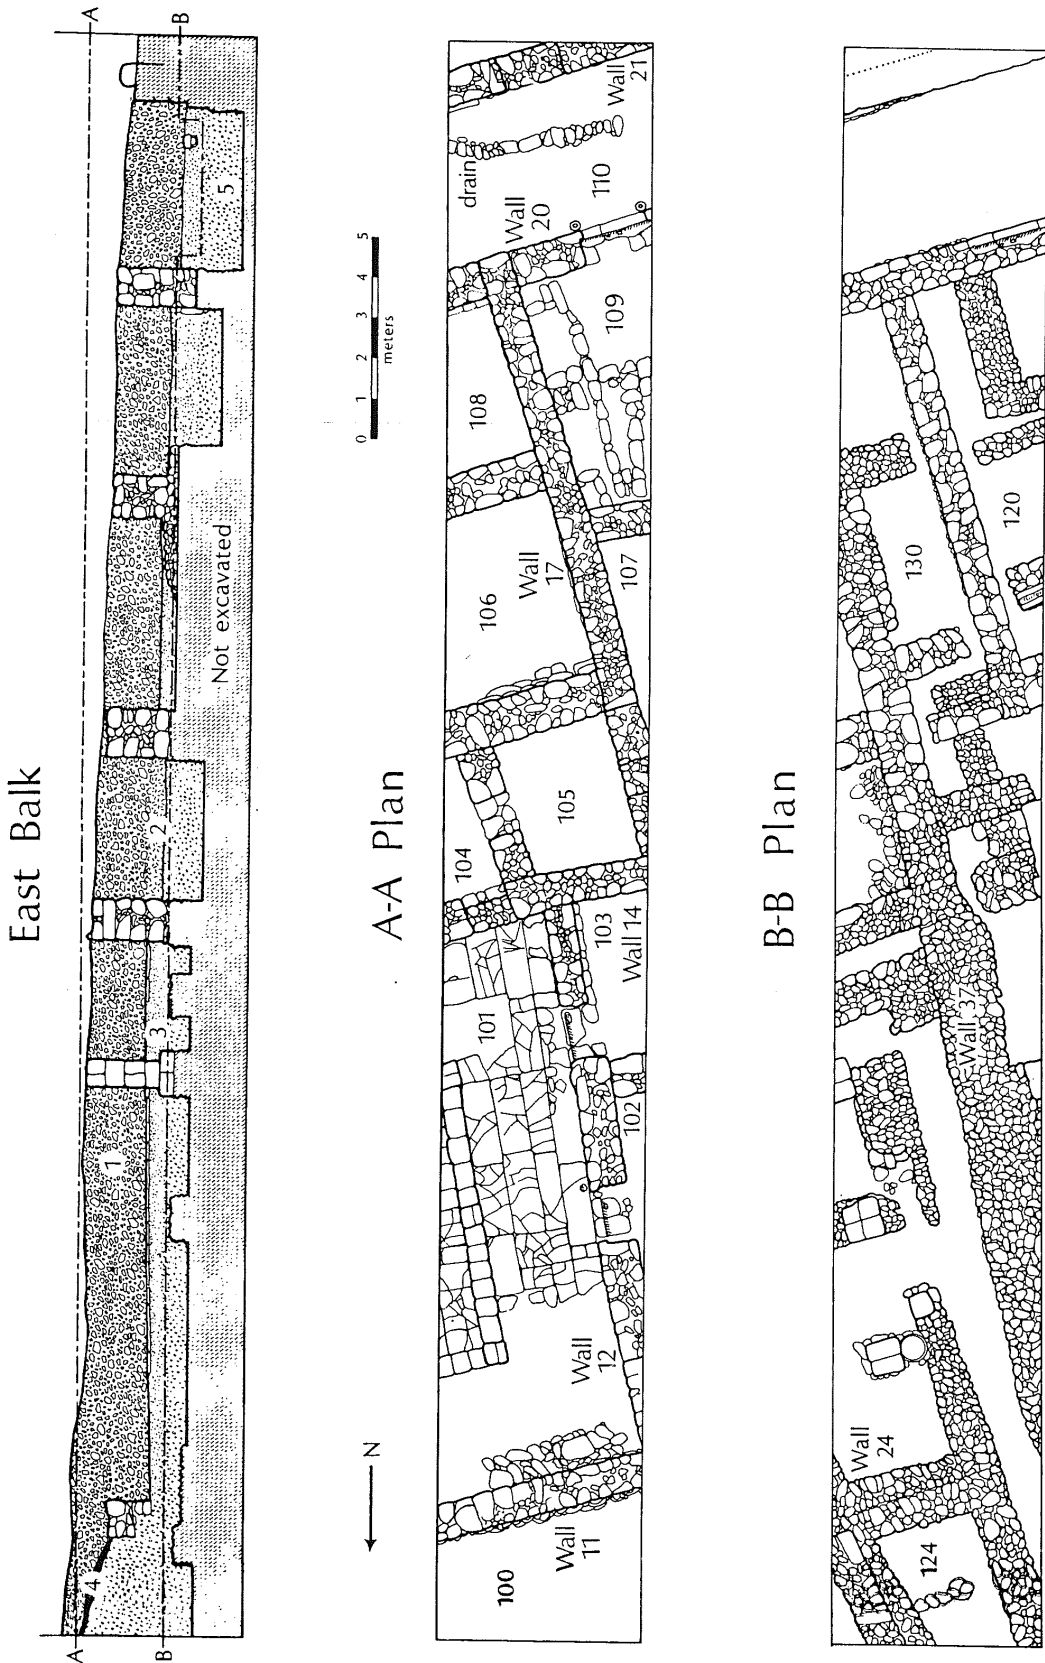 East Balk
A
B
4
1
3
2
5
Not excavated
A
B
0 1 2 3 4 5
meters
N
A-A Plan
100
Wall
11
Wall
12
101
102
103
Wall 14
104
105
106
Wall
17
107
108
109
Wall
20
drain
110
Wall
21
B-B Plan
124
Wall
24
Wall 37
130
120